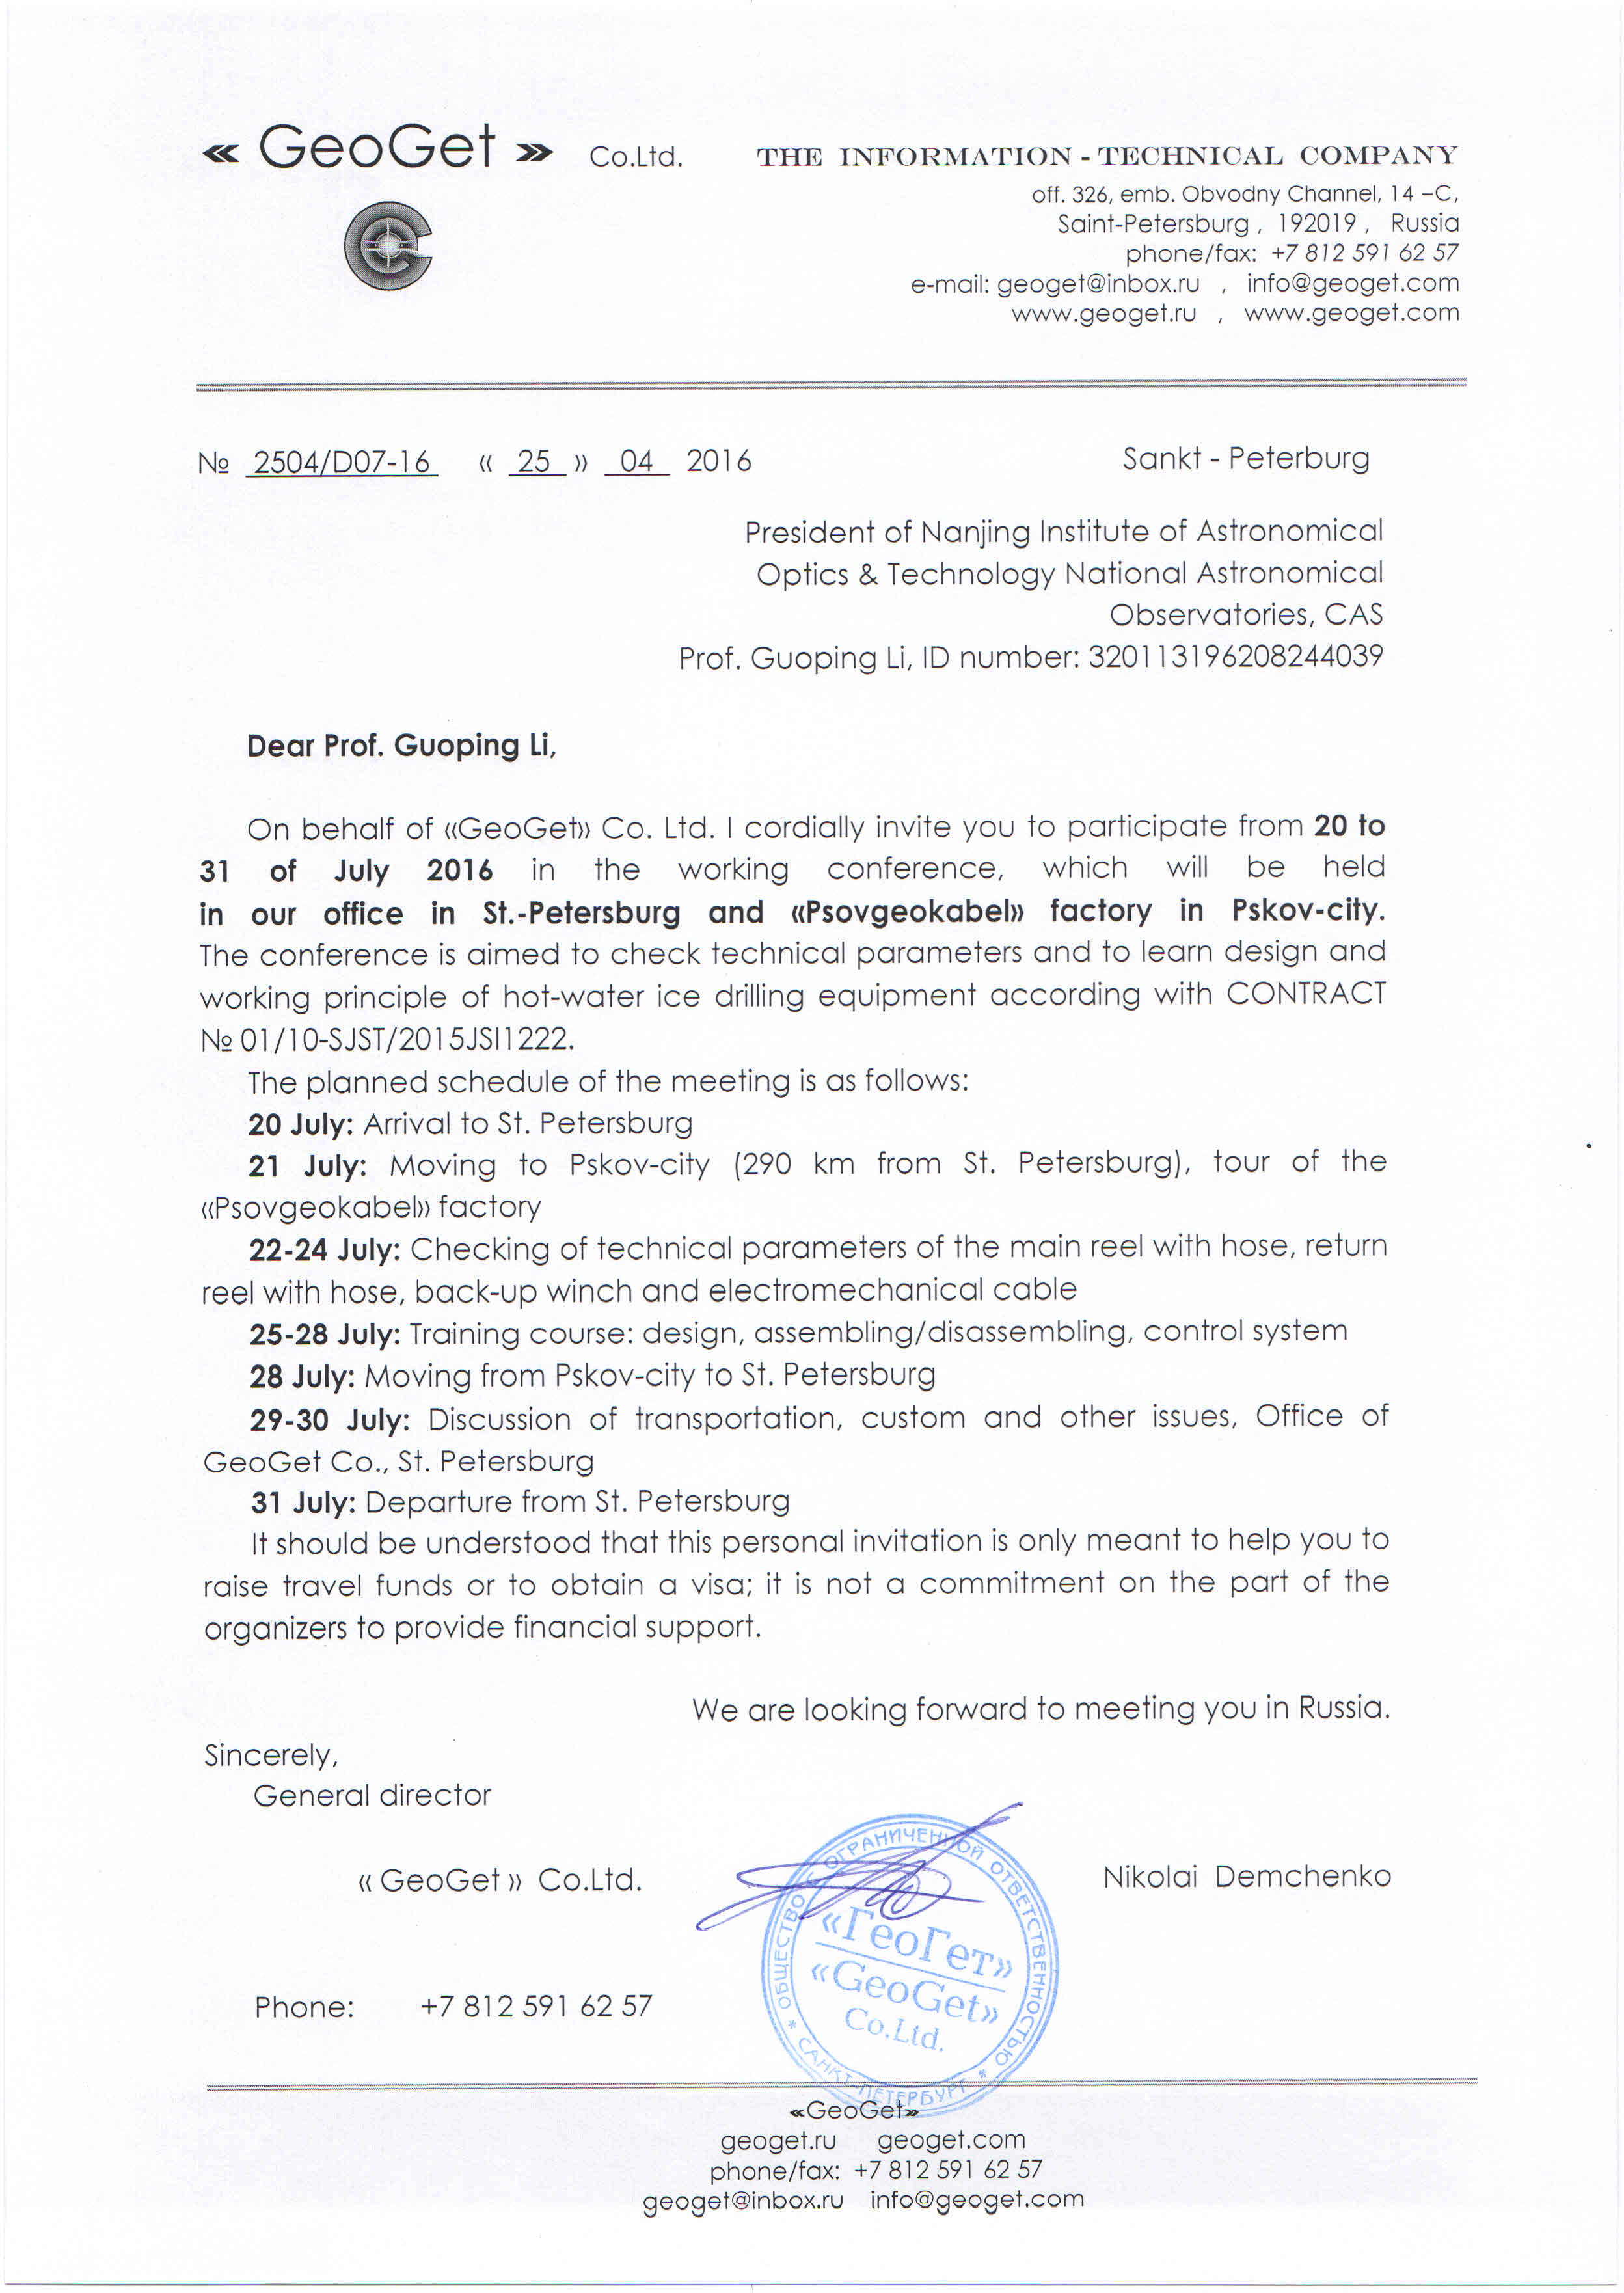 « GeoGet » Co.Ltd.
THE INFORMATION - TECHNICAL COMPANY
off. 326, emb. Obvodny Channel, 14 –C,
Saint-Petersburg , 192019 , Russia
phone/fax: +7 812 591 62 57
e-mail: geoget@inbox.ru , info@geoget.com
www.geoget.ru , www.geoget.com
№ 2504/D07-16 « 25 » 04 2016
Sankt - Peterburg
President of Nanjing Institute of Astronomical
Optics & Technology National Astronomical
Observatories, CAS
Prof. Guoping Li, ID number: 320113196208244039
Dear Prof. Guoping Li,
On behalf of «GeoGet» Co. Ltd. I cordially invite you to participate from 20 to
31 of July 2016 in the working conference, which will be held
in our office in St.-Petersburg and «Psovgeokabel» factory in Pskov-city.
The conference is aimed to check technical parameters and to learn design and
working principle of hot-water ice drilling equipment according with CONTRACT
№ 01/10-SJST/2015JSI1222.
The planned schedule of the meeting is as follows:
20 July: Arrival to St. Petersburg
21 July: Moving to Pskov-city (290 km from St. Petersburg), tour of the
«Psovgeokabel» factory
22-24 July: Checking of technical parameters of the main reel with hose, return
reel with hose, back-up winch and electromechanical cable
25-28 July: Training course: design, assembling/disassembling, control system
28 July: Moving from Pskov-city to St. Petersburg
29-30 July: Discussion of transportation, custom and other issues, Office of
GeoGet Co., St. Petersburg
31 July: Departure from St. Petersburg
It should be understood that this personal invitation is only meant to help you to
raise travel funds or to obtain a visa; it is not a commitment on the part of the
organizers to provide financial support.
We are looking forward to meeting you in Russia.
Sincerely,
General director
« GeoGet » Co.Ltd.
Nikolai Demchenko
ОБЩЕСТВО С ОГРАНИЧЕННОЙ ОТВЕТСТВЕННОСТЬЮ * САНКТ-ПЕТЕРБУРГ *
«ГеоГет»
«GeoGet»
Co.Ltd.
Phone: +7 812 591 62 57
«GeoGet»
geoget.ru geoget.com
phone/fax: +7 812 591 62 57
geoget@inbox.ru info@geoget.com